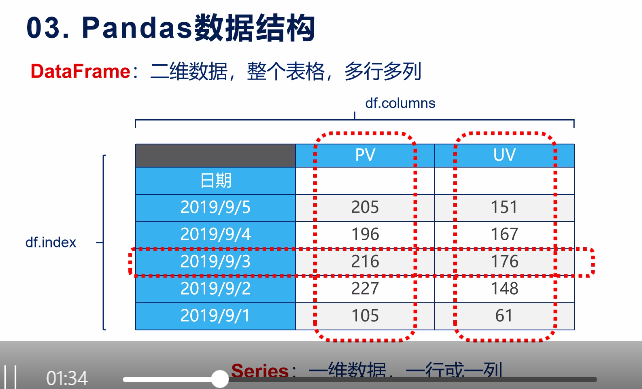 03. Pandas数据结构
DataFrame：二维数据，整个表格，多行多列
df.columns
PV UV
日期
2019/9/5 205 151
2019/9/4 196 167
df.index
2019/9/3 216 176
2019/9/2 227 148
2019/9/1 105 61
01:34
Series：一维数据，一行或一列